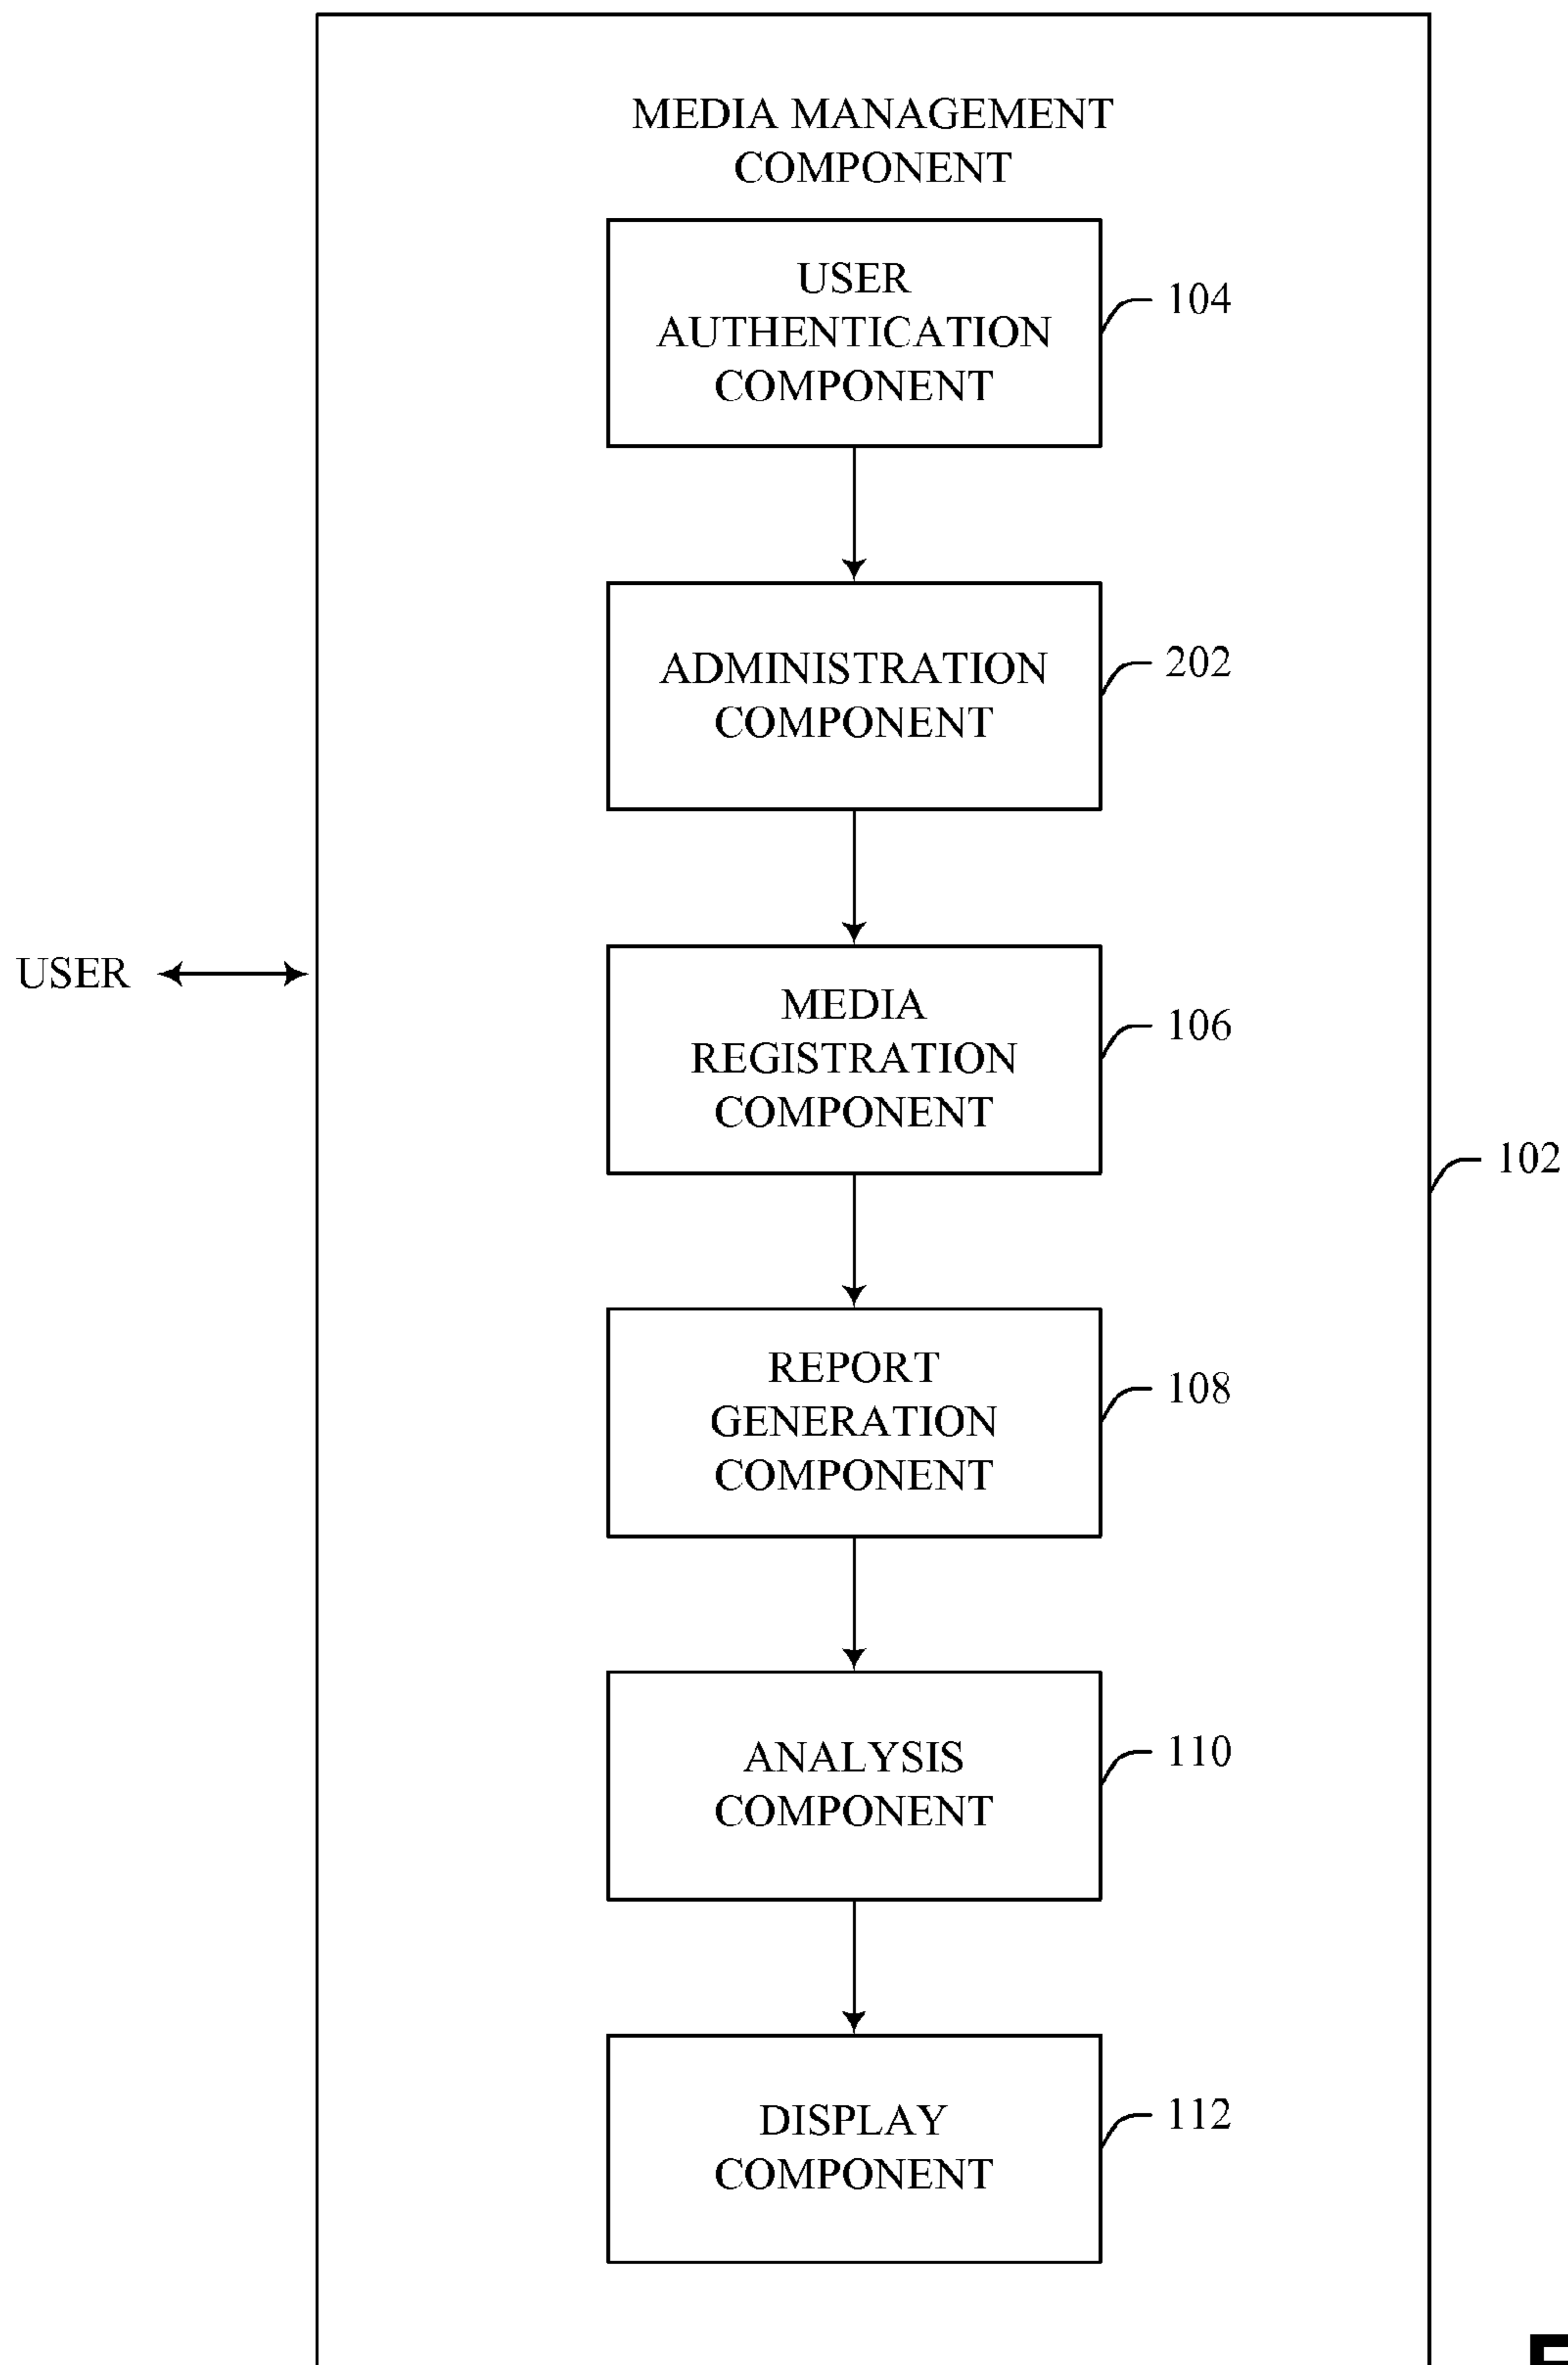 MEDIA MANAGEMENT
COMPONENT
USER
AUTHENTICATION
COMPONENT
104
ADMINISTRATION
COMPONENT
202
USER
MEDIA
REGISTRATION
COMPONENT
106
102
REPORT
GENERATION
COMPONENT
108
ANALYSIS
COMPONENT
110
DISPLAY
COMPONENT
112